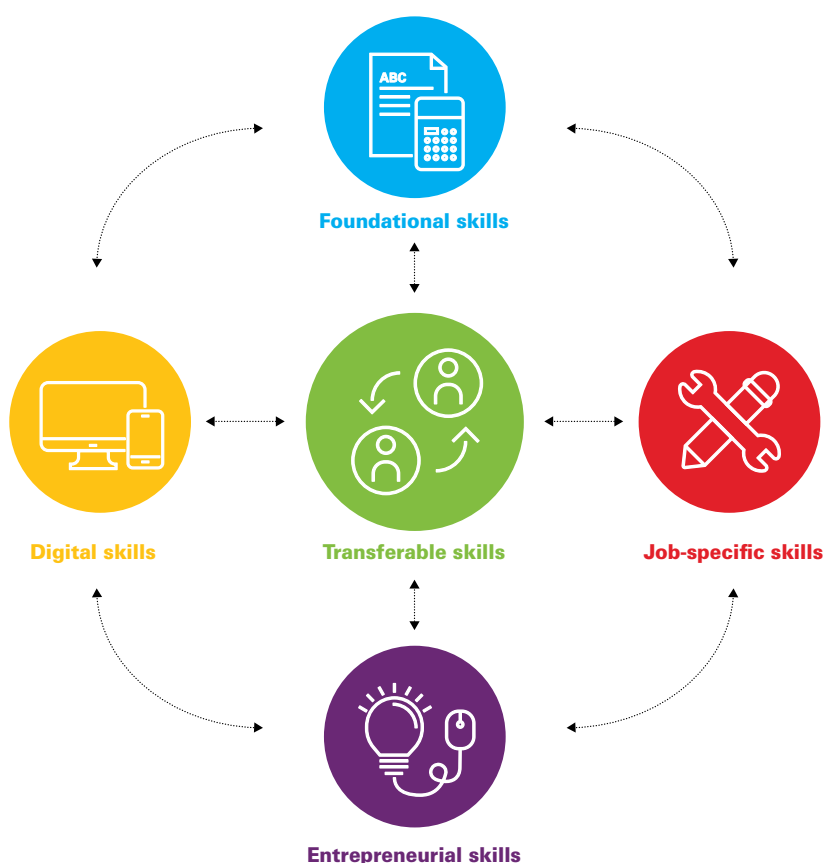 ABC
Foundational skills
Digital skills
Transferable skills
Job-specific skills
Entrepreneurial skills